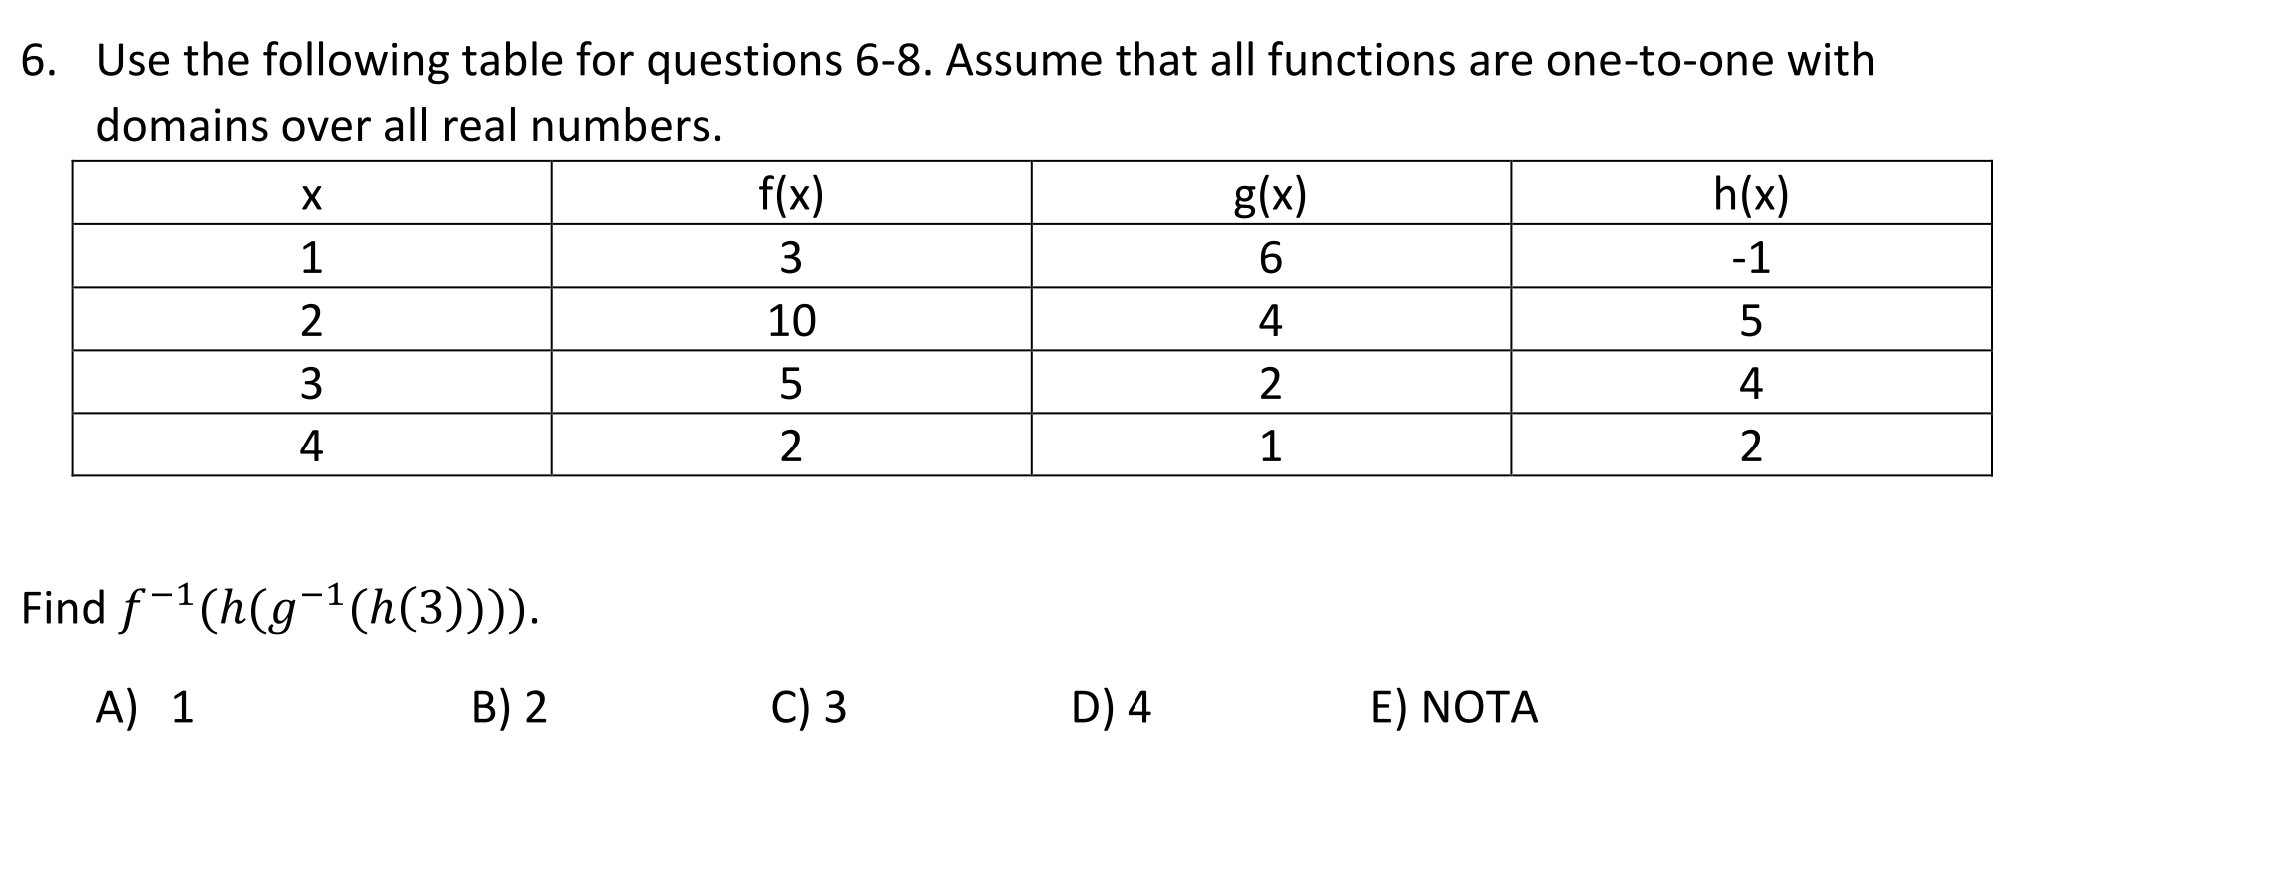 6. Use the following table for questions 6-8. Assume that all functions are one-to-one with
domains over all real numbers.
x f(x) g(x) h(x)
1 3 6 -1
2 10 4 5
3 5 2 4
4 2 1 2
Find f⁻¹(h(g⁻¹(h(3)))).
A) 1 B) 2 C) 3 D) 4 E) NOTA